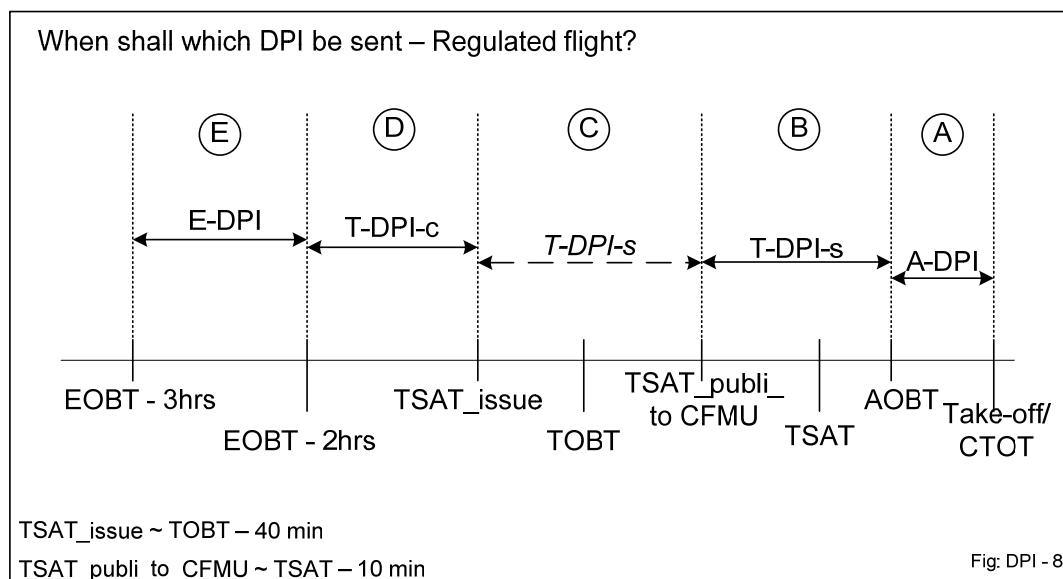 When shall which DPI be sent – Regulated flight?
E D C B A
E-DPI
T-DPI-c
T-DPI-s
T-DPI-s
A-DPI
EOBT - 3hrs
EOBT - 2hrs
TSAT_issue
TOBT
TSAT_publi_
to CFMU
TSAT
AOBT
Take-off/
CTOT
TSAT_issue ~ TOBT – 40 min
TSAT_publi_to CFMU ~ TSAT – 10 min
Fig: DPI - 8